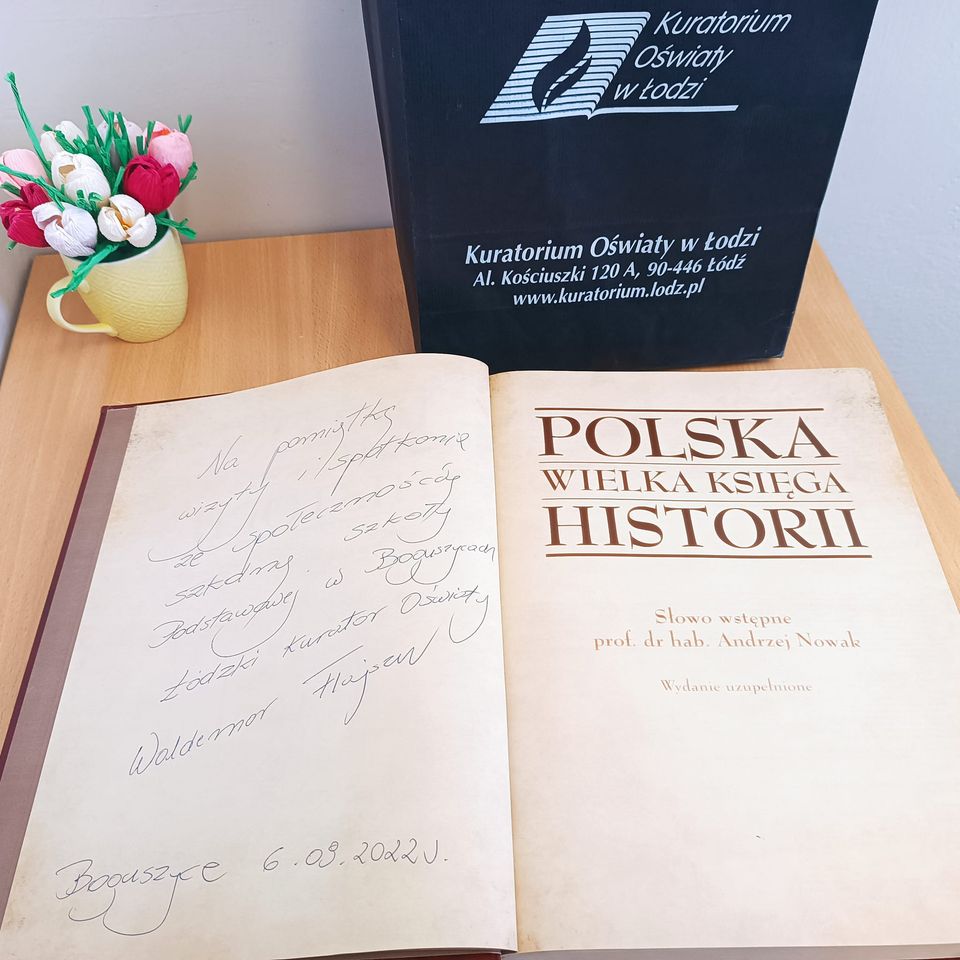 Kuratorium
Oświaty
w Łodzi
Kuratorium Oświaty w Łodzi
Al. Kościuszki 120 A, 90-446 Łódź
www.kuratorium.lodz.pl
Na pamiątkę
wizyty i spotkania
ze społecznością
szkolną szkoły
Podstawowej w Boguszycach
Łódzki Kurator Oświaty
Waldemar Flajszer
Boguszyce 6.09.2022r.
POLSKA
WIELKA KSIĘGA
HISTORII
Słowo wstępne
prof. dr hab. Andrzej Nowak
Wydanie uzupełnione